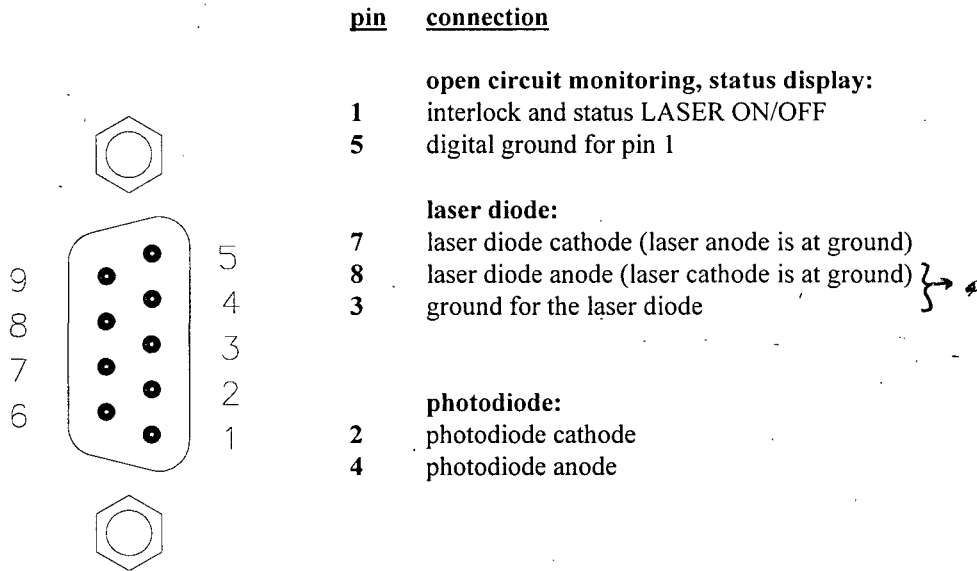 pin connection
open circuit monitoring, status display:
1 interlock and status LASER ON/OFF
5 digital ground for pin 1
laser diode:
7 laser diode cathode (laser anode is at ground)
8 laser diode anode (laser cathode is at ground)
3 ground for the laser diode
photodiode:
2 photodiode cathode
4 photodiode anode
5
9
4
8
3
7
2
6
1